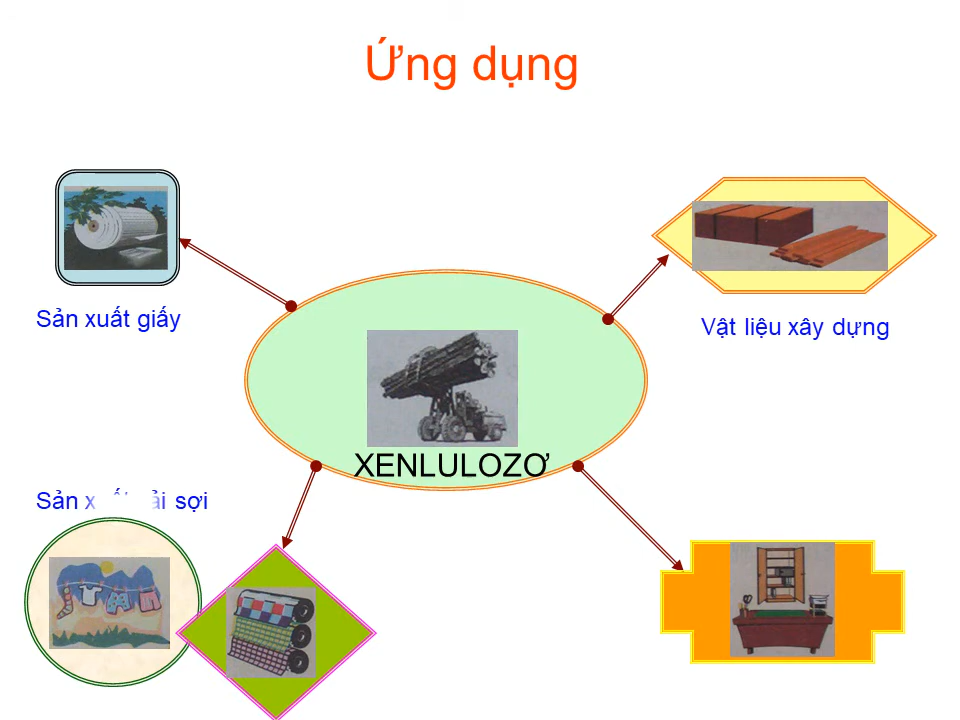 Ứng dụng
Sản xuất giấy
Vật liệu xây dựng
XENLULOZƠ
Sản sợi